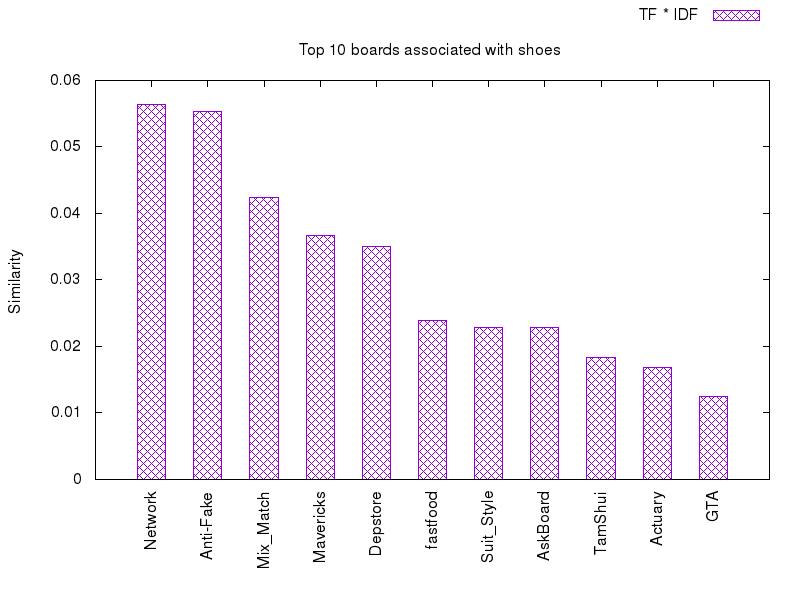 TF * IDF
Top 10 boards associated with shoes
0.06
0.05
0.04
0.03
0.02
0.01
0
Similarity
Network
Anti-Fake
Mix_Match
Mavericks
Depstore
fastfood
Suit_Style
AskBoard
TamShui
Actuary
GTA